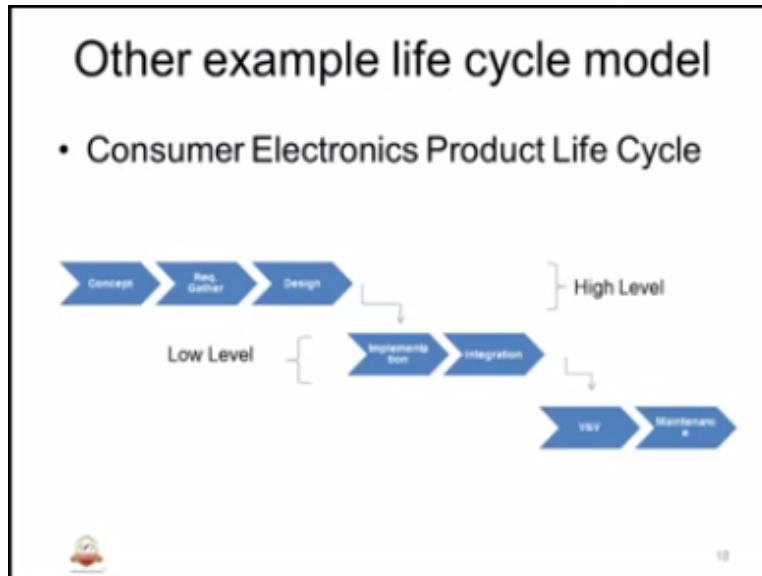 Other example life cycle model
• Consumer Electronics Product Life Cycle
Concept
Req.
Gather
Design
High Level
Low Level
Implementa
tion
Integration
V&V
Maintenanc
e
18